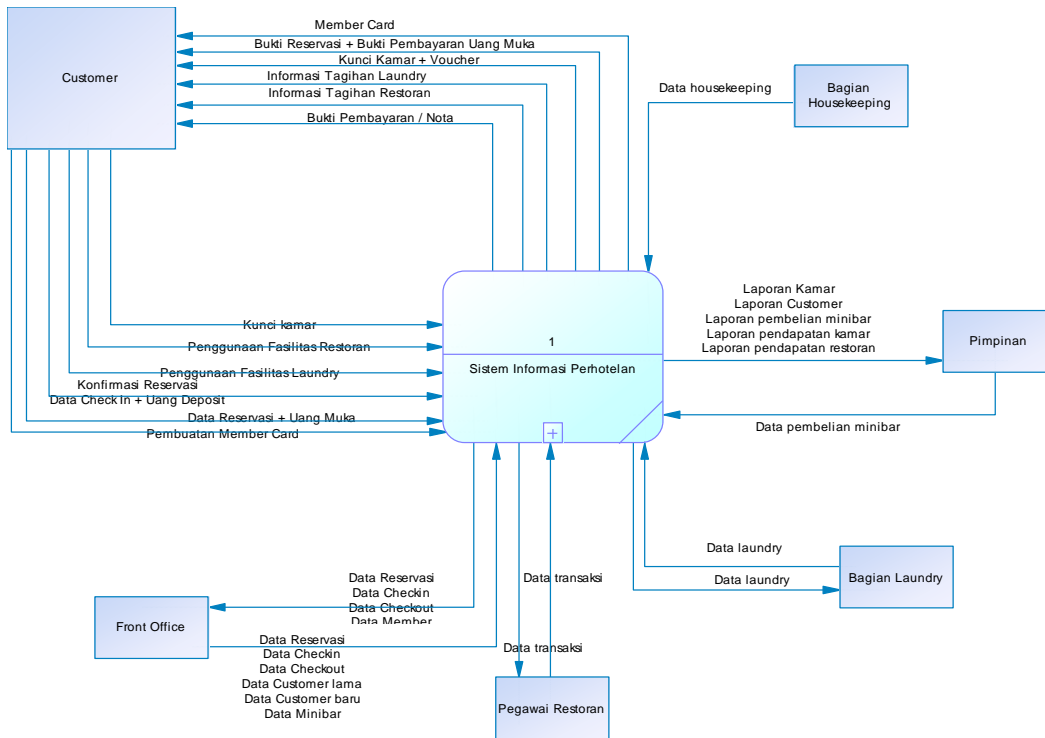 Member Card
Bukti Reservasi + Bukti Pembayaran Uang Muka
Kunci Kamar + Voucher
Informasi Tagihan Laundry
Informasi Tagihan Restoran
Bukti Pembayaran / Nota
Customer
Data housekeeping
Bagian
Housekeeping
Kunci kamar
Penggunaan Fasilitas Restoran
Penggunaan Fasilitas Laundry
Konfirmasi Reservasi
Data Check In + Uang Deposit
Data Reservasi + Uang Muka
Pembuatan Member Card
1
Sistem Informasi Perhotelan
Laporan Kamar
Laporan Customer
Laporan pembelian minibar
Laporan pendapatan kamar
Laporan pendapatan restoran
Pimpinan
Data pembelian minibar
Data laundry
Data laundry
Bagian Laundry
Data Reservasi
Data Checkin
Data Checkout
Data Member
Front Office
Data Reservasi
Data Checkin
Data Checkout
Data Customer lama
Data Customer baru
Data Minibar
Data transaksi
Data transaksi
Pegawai Restoran